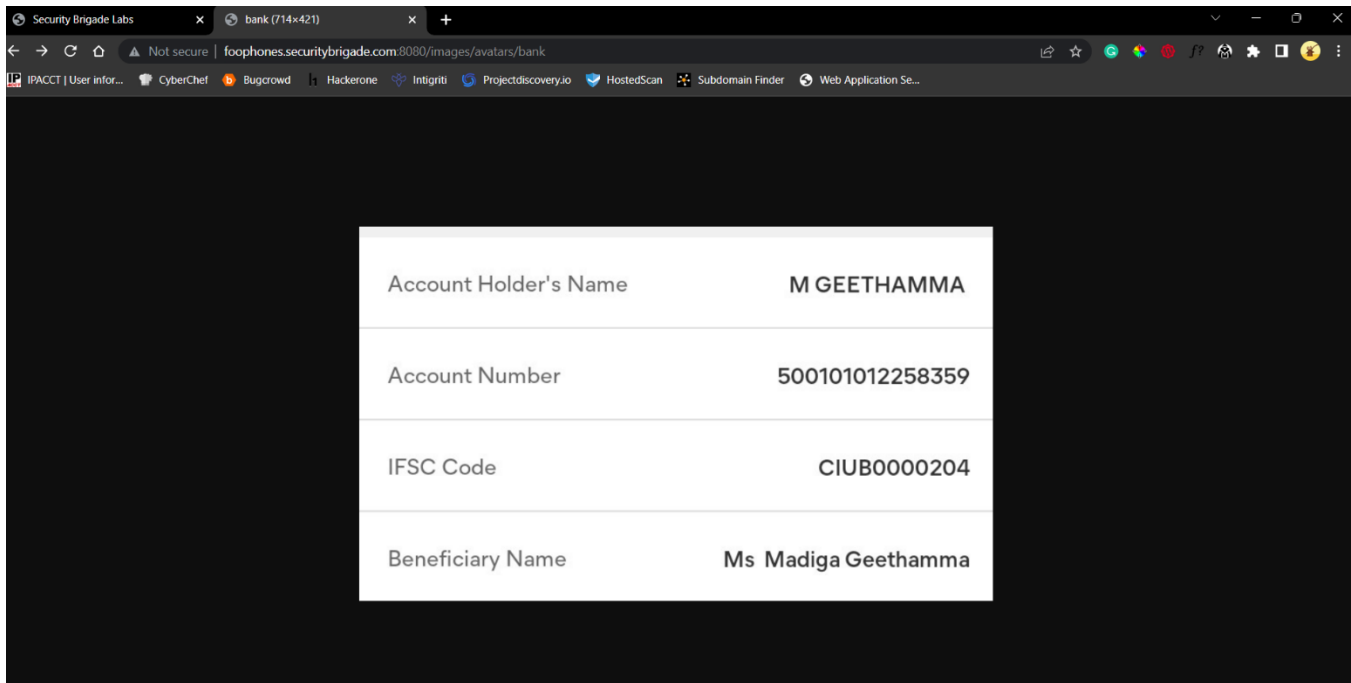 Security Brigade Labs
bank (714×421)
Not secure | foophones.securitybrigade.com:8080/images/avatars/bank
IPACCT | User infor... CyberChef Bugcrowd Hackerone Intigriti Projectdiscovery.io HostedScan Subdomain Finder Web Application Se...
Account Holder's Name M GEETHAMMA
Account Number 500101012258359
IFSC Code CIUB0000204
Beneficiary Name Ms Madiga Geethamma